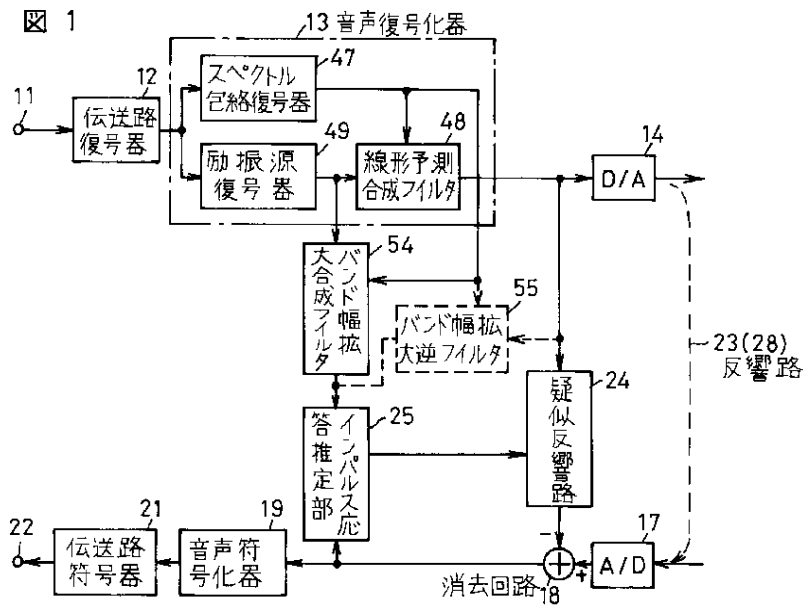 図 1
13 音声復号化器
47
スペクトル
包絡復号器
11
12
伝送路
復号器
49
励振源
復号器
48
線形予測
合成フィルタ
14
D/A
54
バンド幅拡
大合成フィルタ
55
バンド幅拡
大逆フィルタ
23(28)
反響路
24
疑似反響路
25
インパルス応
答推定部
22
21
伝送路
符号器
19
音声符
号化器
消去回路
18
-
+
17
A/D